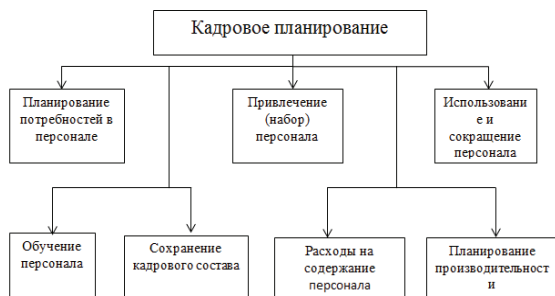 Кадровое планирование
Планирование
потребностей в
персонале
Привлечение
(набор)
персонала
Использовани
е и
сокращение
персонала
Обучение
персонала
Сохранение
кадрового состава
Расходы на
содержание
персонала
Планирование
производительност
и